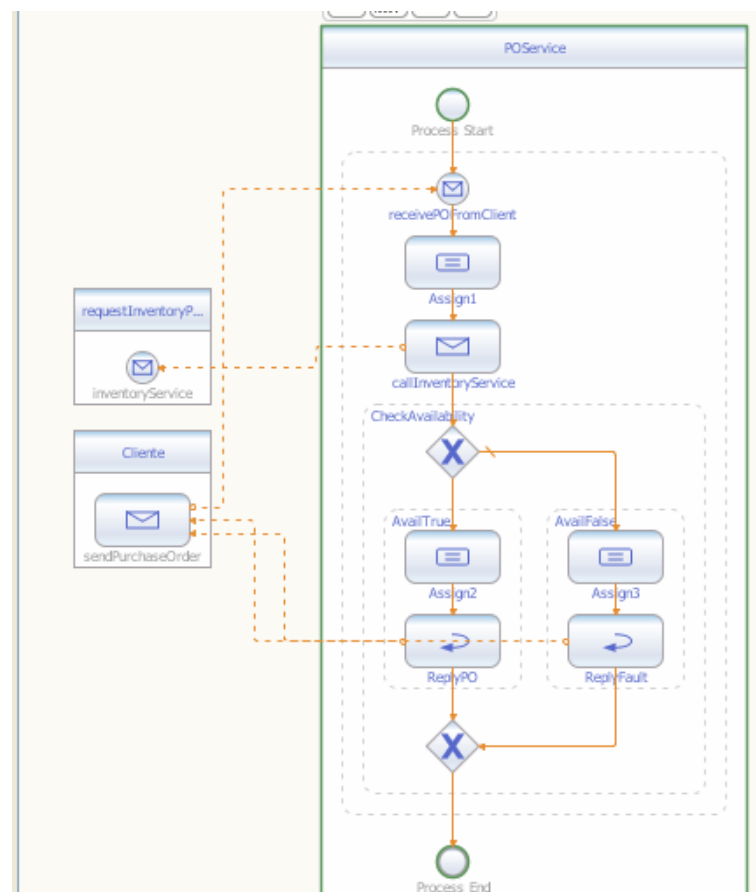 POService
Process Start
receivePOFromClient
Assign1
requestInventoryP...
inventoryService
callInventoryService
CheckAvailability
Cliente
sendPurchaseOrder
AvailTrue
AvailFalse
Assign2
Assign3
ReplyPO
ReplyFault
Process End